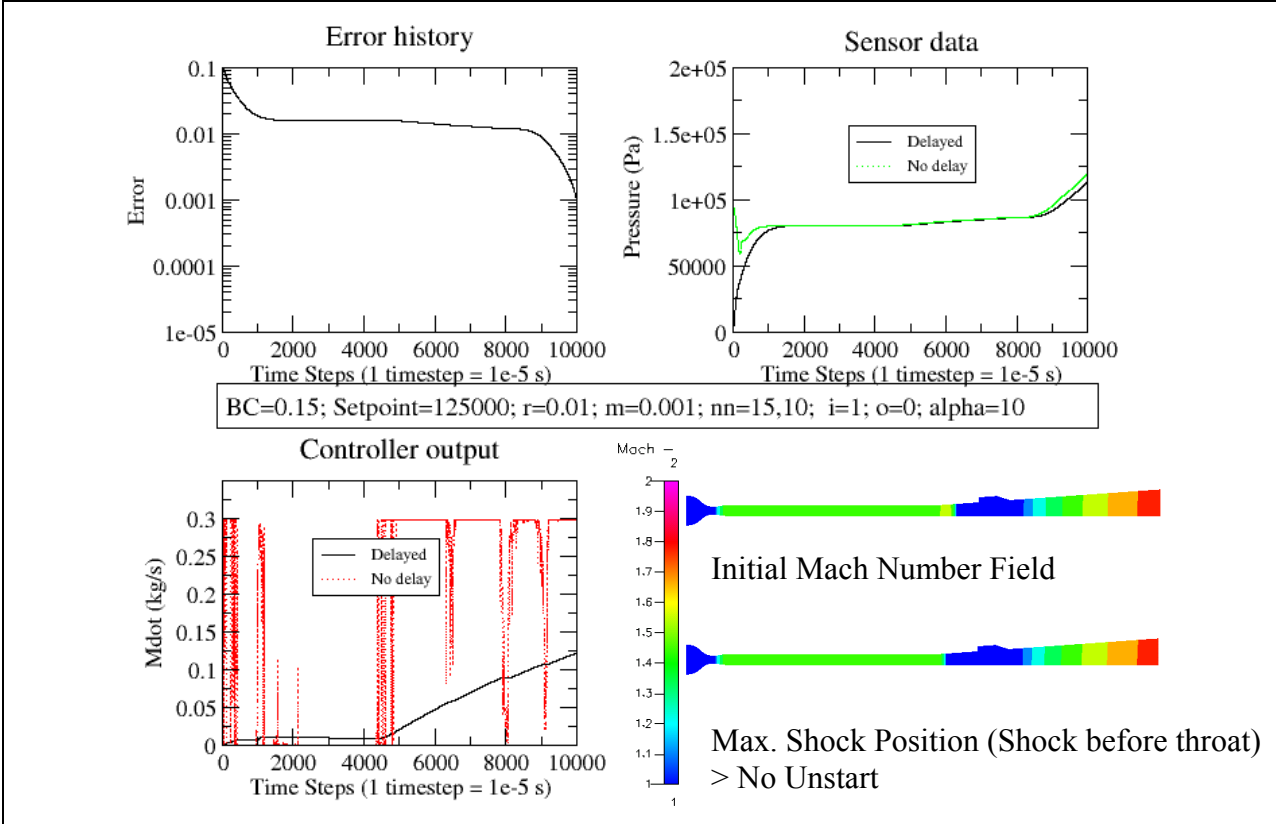 Error history
0.1
0.01
0.001
0.0001
1e-05
Error
0 2000 4000 6000 8000 10000
Time Steps (1 timestep = 1e-5 s)
Sensor data
2e+05
1.5e+05
1e+05
50000
0
Pressure (Pa)
Delayed
No delay
0 2000 4000 6000 8000 10000
Time Steps (1 timestep = 1e-5 s)
BC=0.15; Setpoint=125000; r=0.01; m=0.001; nn=15,10; i=1; o=0; alpha=10
Controller output
0.3
0.25
0.2
0.15
0.1
0.05
0
Mdot (kg/s)
Delayed
No delay
0 2000 4000 6000 8000 10000
Time Steps (1 timestep = 1e-5 s)
Mach –
2
2
1.9
1.8
1.7
1.6
1.5
1.4
1.3
1.2
1.1
1
1
Initial Mach Number Field
Max. Shock Position (Shock before throat)
> No Unstart